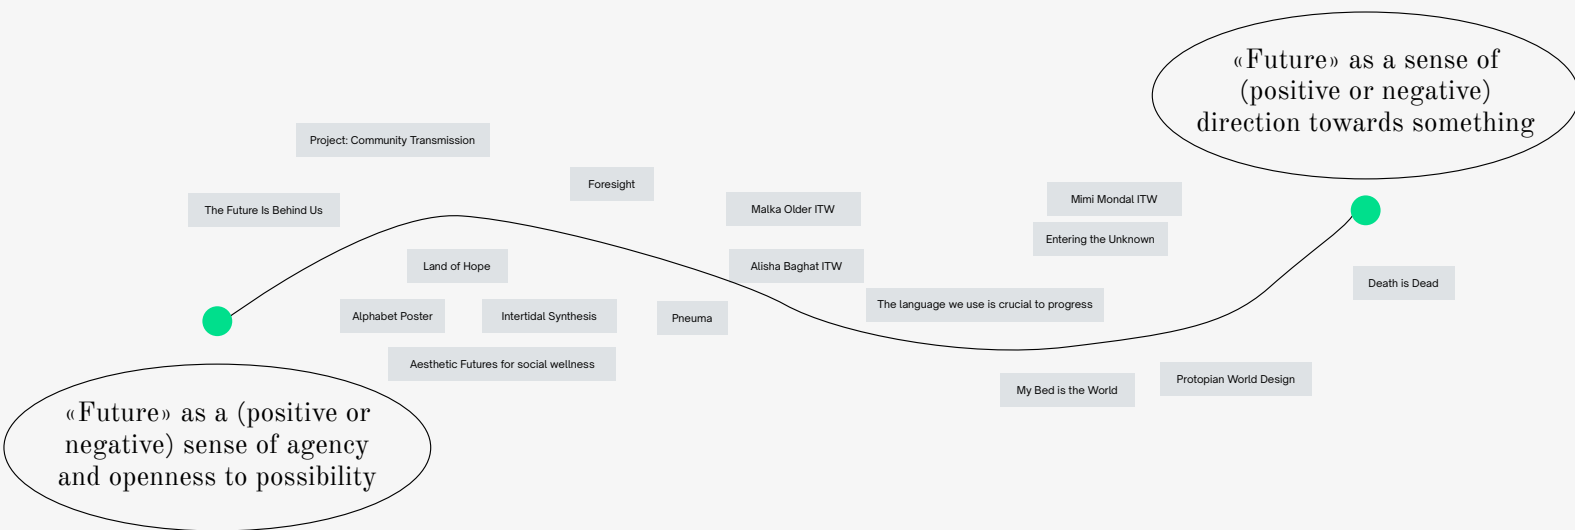 «Future» as a sense of
(positive or negative)
direction towards something
Project: Community Transmission
Foresight
The Future Is Behind Us
Malka Older ITW
Mimi Mondal ITW
Entering the Unknown
Land of Hope
Alisha Baghat ITW
Death is Dead
The language we use is crucial to progress
Alphabet Poster
Intertidal Synthesis
Pneuma
Aesthetic Futures for social wellness
My Bed is the World
Protopian World Design
«Future» as a (positive or
negative) sense of agency
and openness to possibility